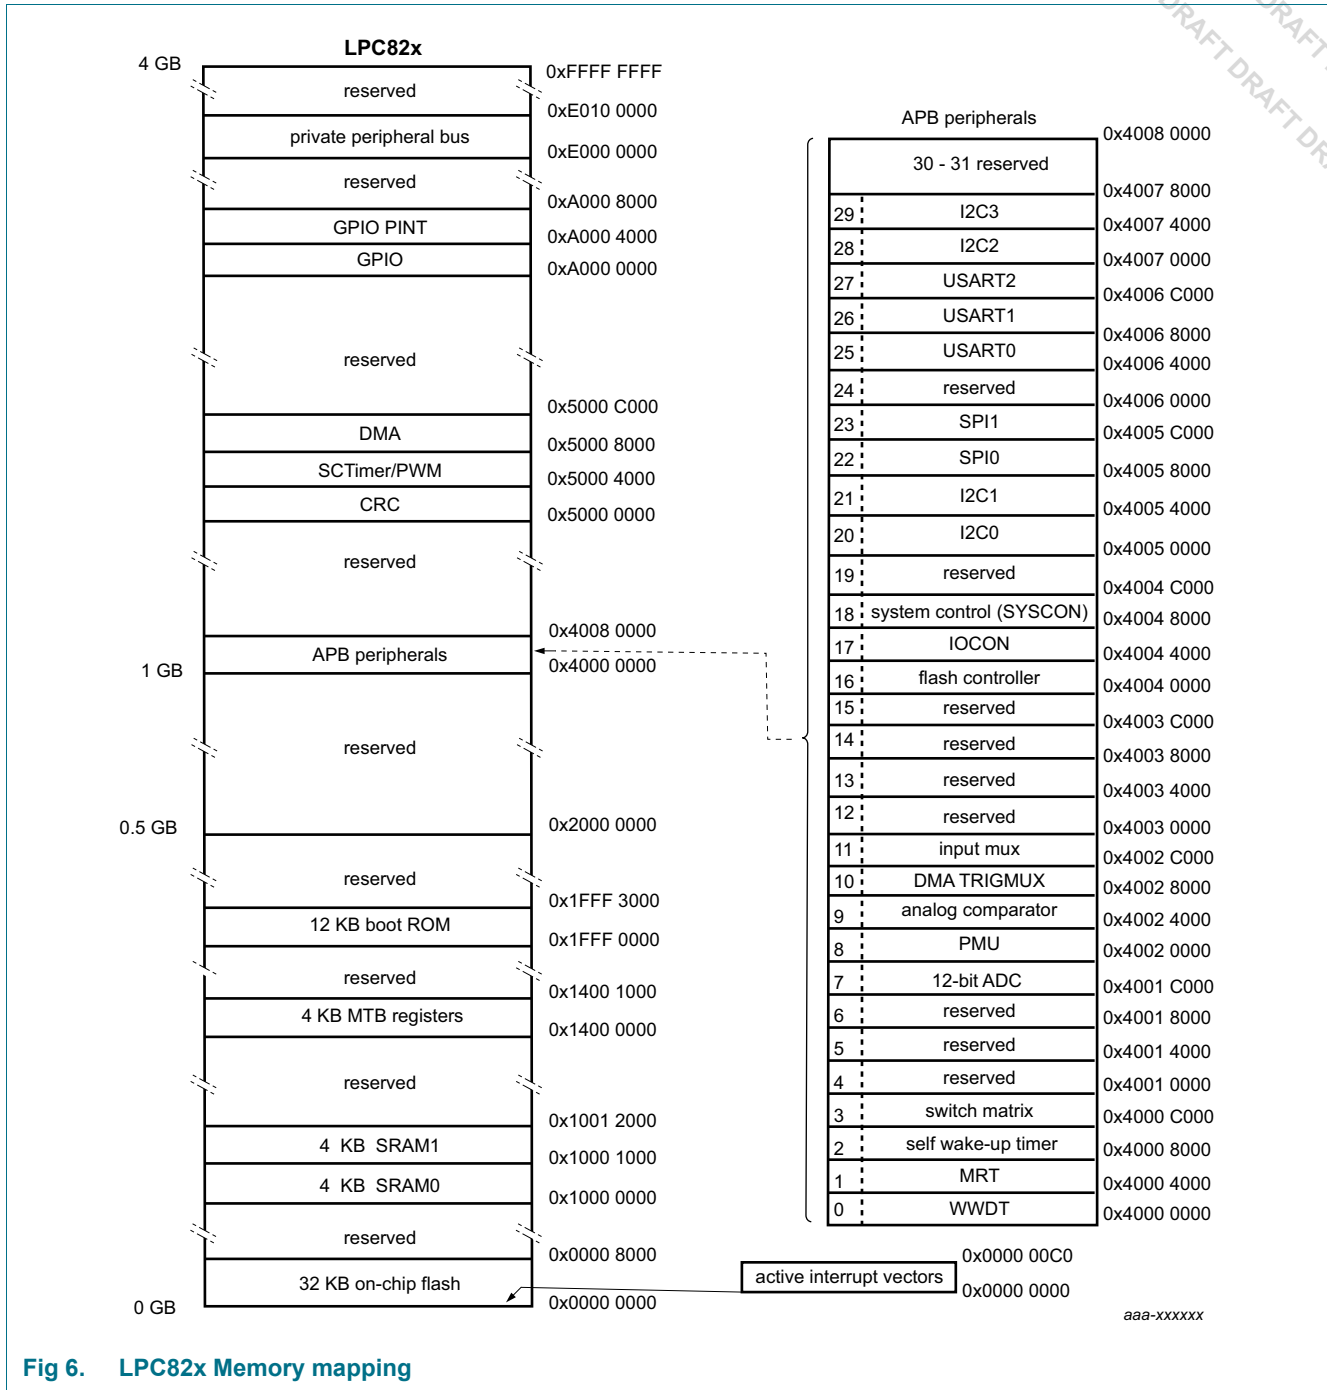 DRAFT DRAFT DRAFT
DRAFT DRAFT
LPC82x
4 GB
0xFFFF FFFF
reserved
0xE010 0000
private peripheral bus
0xE000 0000
reserved
0xA000 8000
GPIO PINT
0xA000 4000
GPIO
0xA000 0000
reserved
0x5000 C000
DMA
0x5000 8000
SCTimer/PWM
0x5000 4000
CRC
0x5000 0000
reserved
0x4008 0000
APB peripherals
0x4000 0000
1 GB
reserved
0.5 GB
0x2000 0000
reserved
0x1FFF 3000
12 KB boot ROM
0x1FFF 0000
reserved
0x1400 1000
4 KB MTB registers
0x1400 0000
reserved
0x1001 2000
4 KB SRAM1
0x1000 1000
4 KB SRAM0
0x1000 0000
reserved
0x0000 8000
32 KB on-chip flash
0x0000 0000
0 GB
APB peripherals
0x4008 0000
30 - 31 reserved
0x4007 8000
29 I2C3
0x4007 4000
28 I2C2
0x4007 0000
27 USART2
0x4006 C000
26 USART1
0x4006 8000
25 USART0
0x4006 4000
24 reserved
0x4006 0000
23 SPI1
0x4005 C000
22 SPI0
0x4005 8000
21 I2C1
0x4005 4000
20 I2C0
0x4005 0000
19 reserved
0x4004 C000
18 system control (SYSCON)
0x4004 8000
17 IOCON
0x4004 4000
16 flash controller
0x4004 0000
15 reserved
0x4003 C000
14 reserved
0x4003 8000
13 reserved
0x4003 4000
12 reserved
0x4003 0000
11 input mux
0x4002 C000
10 DMA TRIGMUX
0x4002 8000
9 analog comparator
0x4002 4000
8 PMU
0x4002 0000
7 12-bit ADC
0x4001 C000
6 reserved
0x4001 8000
5 reserved
0x4001 4000
4 reserved
0x4001 0000
3 switch matrix
0x4000 C000
2 self wake-up timer
0x4000 8000
1 MRT
0x4000 4000
0 WWDT
0x4000 0000
0x0000 00C0
active interrupt vectors
0x0000 0000
aaa-xxxxxx
Fig 6. LPC82x Memory mapping